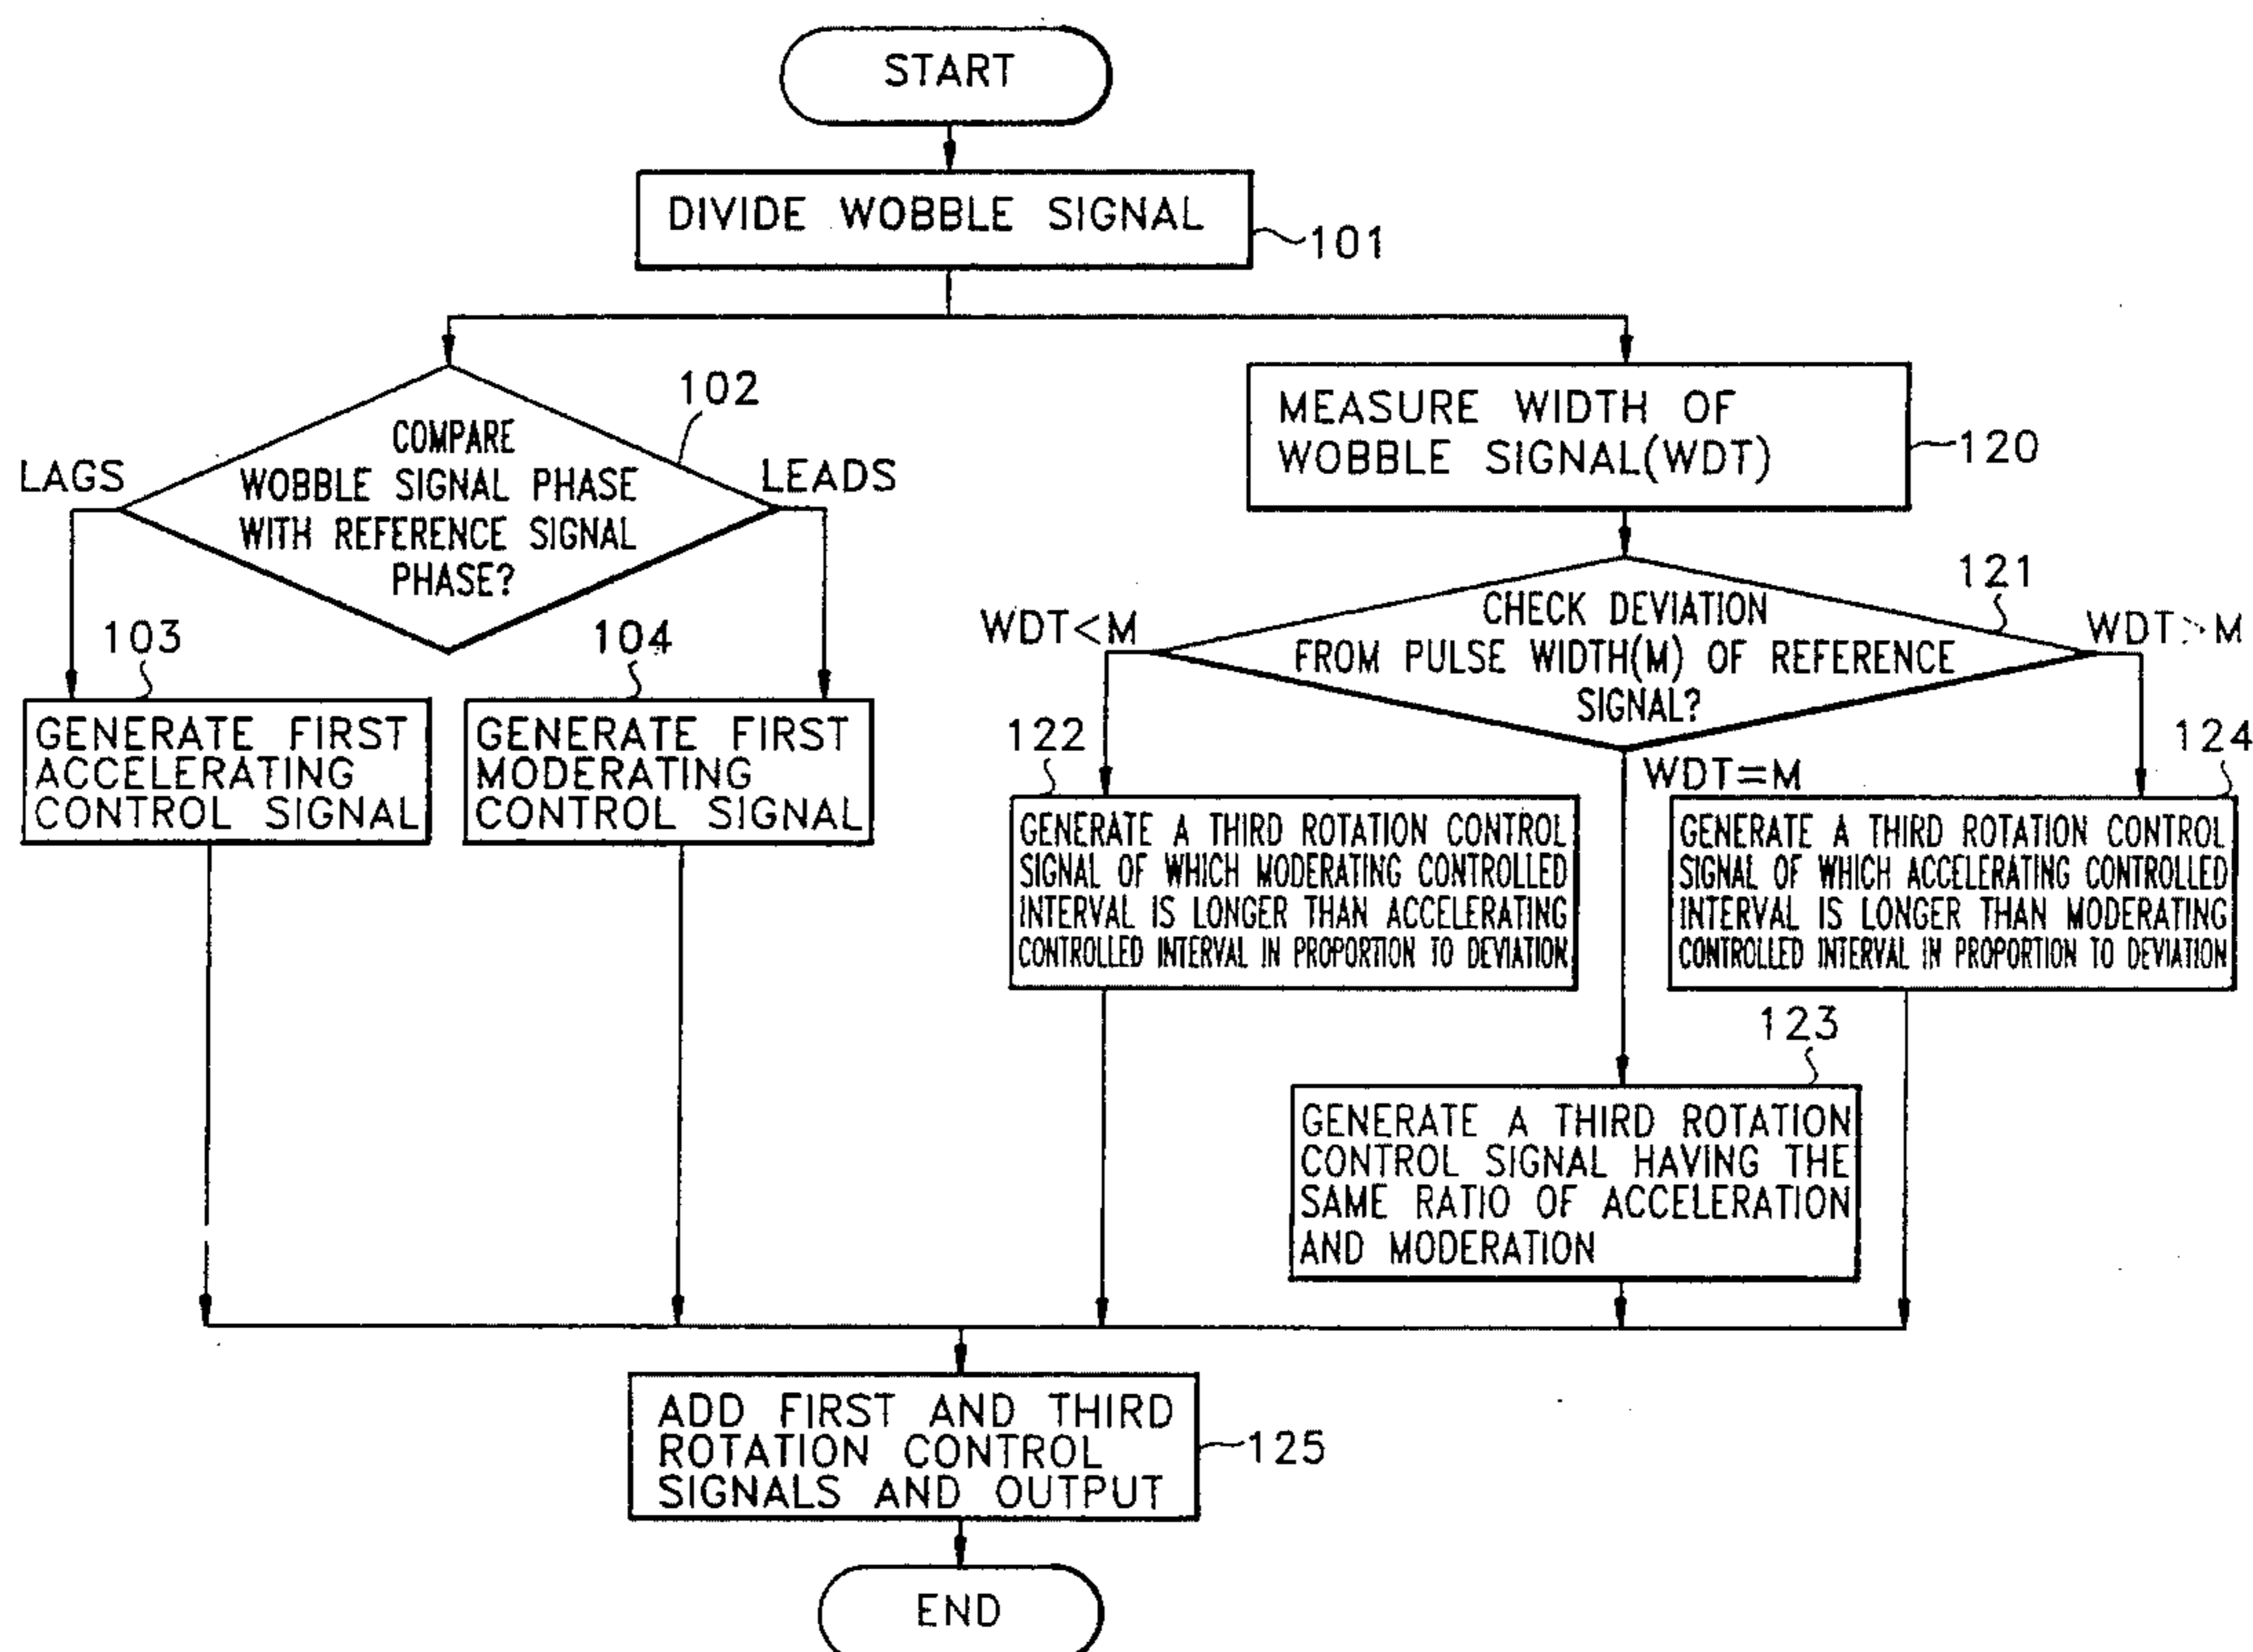 START
DIVIDE WOBBLE SIGNAL
101
102
COMPARE
WOBBLE SIGNAL PHASE
WITH REFERENCE SIGNAL
PHASE?
LAGS
LEADS
103
GENERATE FIRST
ACCELERATING
CONTROL SIGNAL
104
GENERATE FIRST
MODERATING
CONTROL SIGNAL
MEASURE WIDTH OF
WOBBLE SIGNAL(WDT)
120
121
CHECK DEVIATION
FROM PULSE WIDTH(M) OF REFERENCE
SIGNAL?
WDT<M
WDT>M
WDT=M
122
GENERATE A THIRD ROTATION CONTROL
SIGNAL OF WHICH MODERATING CONTROLLED
INTERVAL IS LONGER THAN ACCELERATING
CONTROLLED INTERVAL IN PROPORTION TO DEVIATION
124
GENERATE A THIRD ROTATION CONTROL
SIGNAL OF WHICH ACCELERATING CONTROLLED
INTERVAL IS LONGER THAN MODERATING
CONTROLLED INTERVAL IN PROPORTION TO DEVIATION
123
GENERATE A THIRD ROTATION
CONTROL SIGNAL HAVING THE
SAME RATIO OF ACCELERATION
AND MODERATION
ADD FIRST AND THIRD
ROTATION CONTROL
SIGNALS AND OUTPUT
125
END